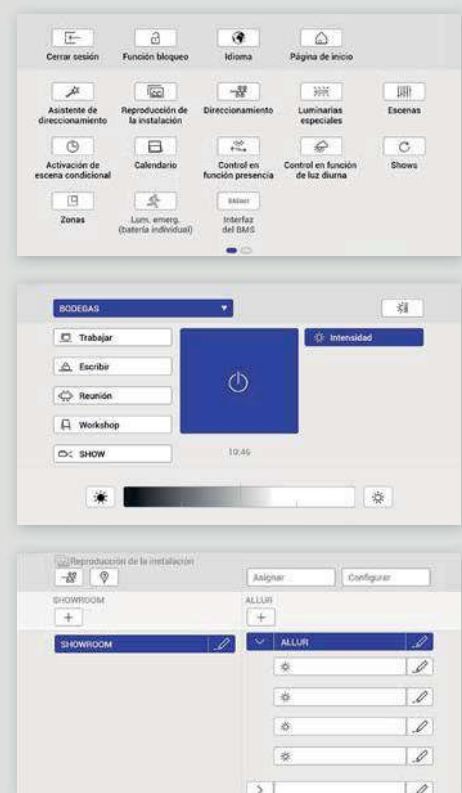 Cerrar sesión
Función bloqueo
Idioma
Página de inicio
Asistente de
direccionamiento
Reproducción de
la instalación
Direccionamiento
Luminarias
especiales
Escenas
Activación de
escena condicional
Calendario
Control en
función presencia
Control en función
de luz diurna
Shows
Zonas
Lum. emerg.
(batería individual)
BACnet
Interfaz
del BMS
BODEGAS
Trabajar
Intensidad
Escribir
Reunión
Workshop
SHOW
10:46
Reproducción de la instalación
Asignar
Configurar
SHOWROOM
ALLUR
SHOWROOM
ALLUR